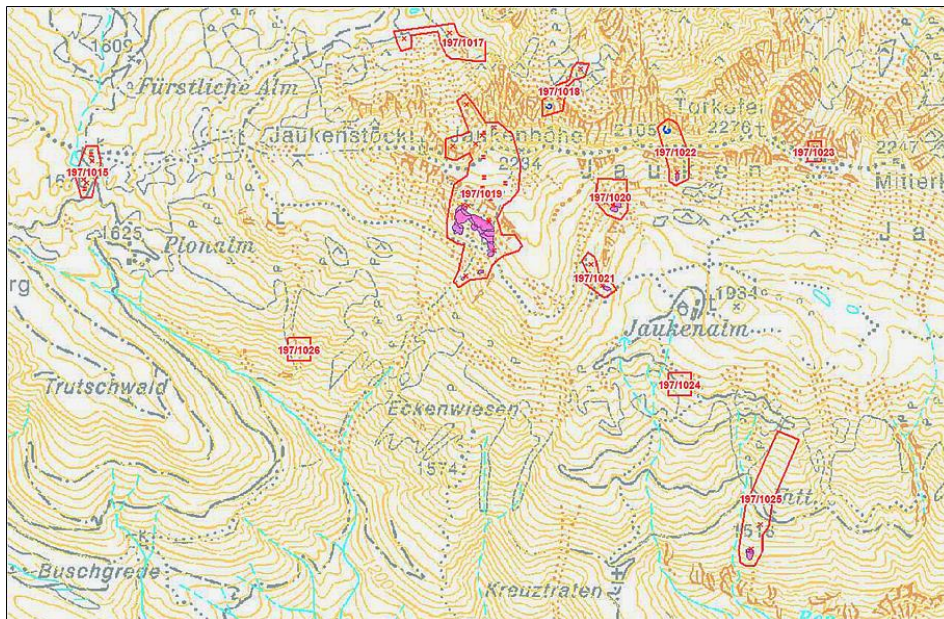 1609
197/1017
Fürstliche Alm
197/1018
Torkofel
Jaukenstöckl
Jaukenhöhe
2105
2276
t
2234
197/1022
197/1023
2247
197/1015
J a u k e n
Mitterk
197/1019
197/1020
t
1625
Plonalm
J a
197/1021
rg
t
1934
Jaukenalm
197/1026
197/1024
Trutschwald
Eckenwiesen
1574
197/1025
K
Buschgrede
Kreuztratten